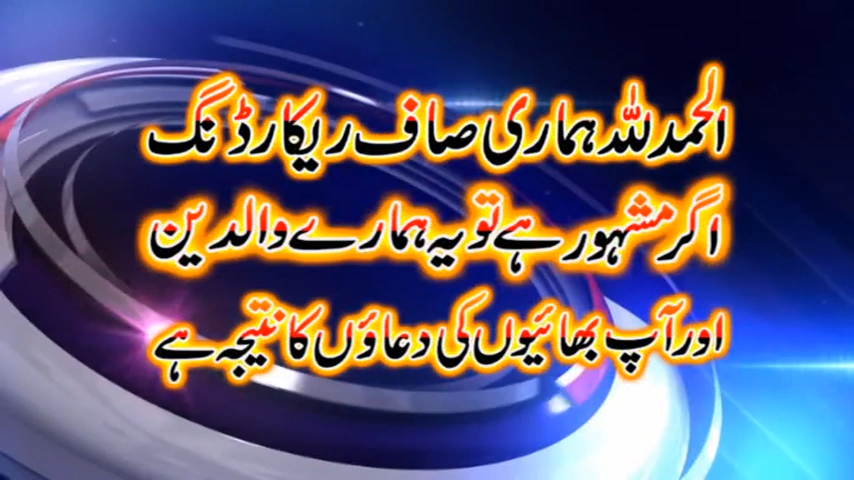 الحمدللہ ہماری صاف ریکارڈنگ
اگر مشہور ہے تو یہ ہمارے والدین
اور آپ بھائیوں کی دعاؤں کا نتیجہ ہے